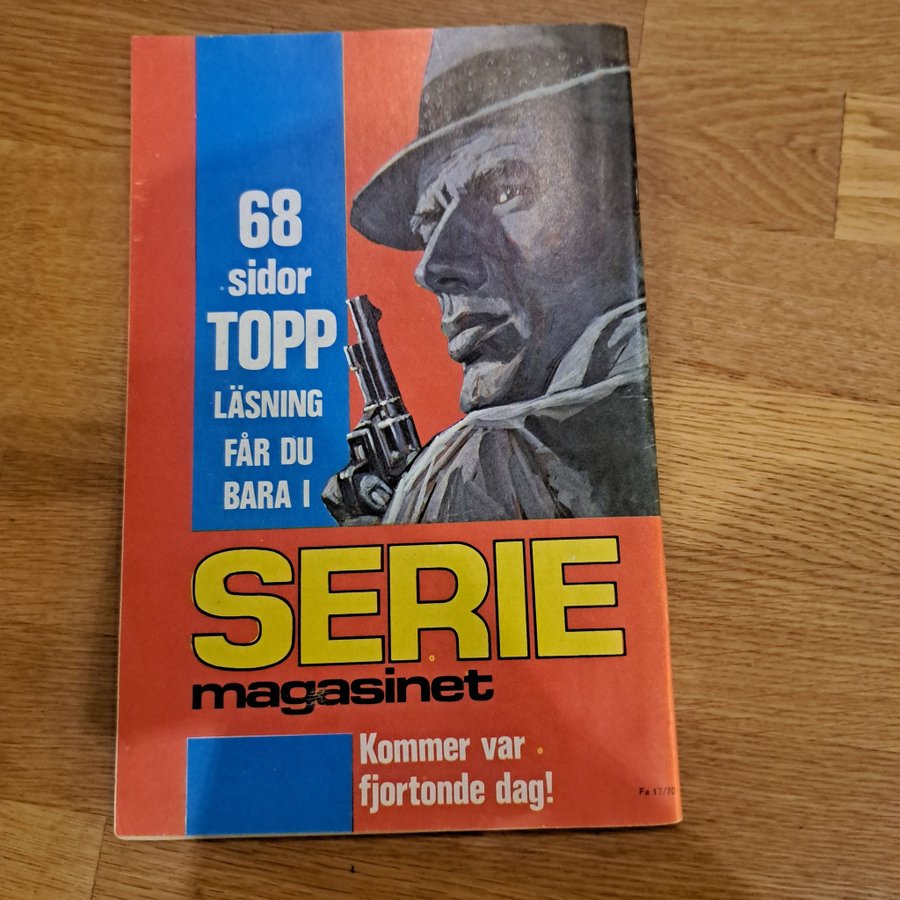 68
sidor
TOPP
LÄSNING
FÅR DU
BARA I
SERIE
magasinet
Kommer var
fjortonde dag!
Fa 17/70